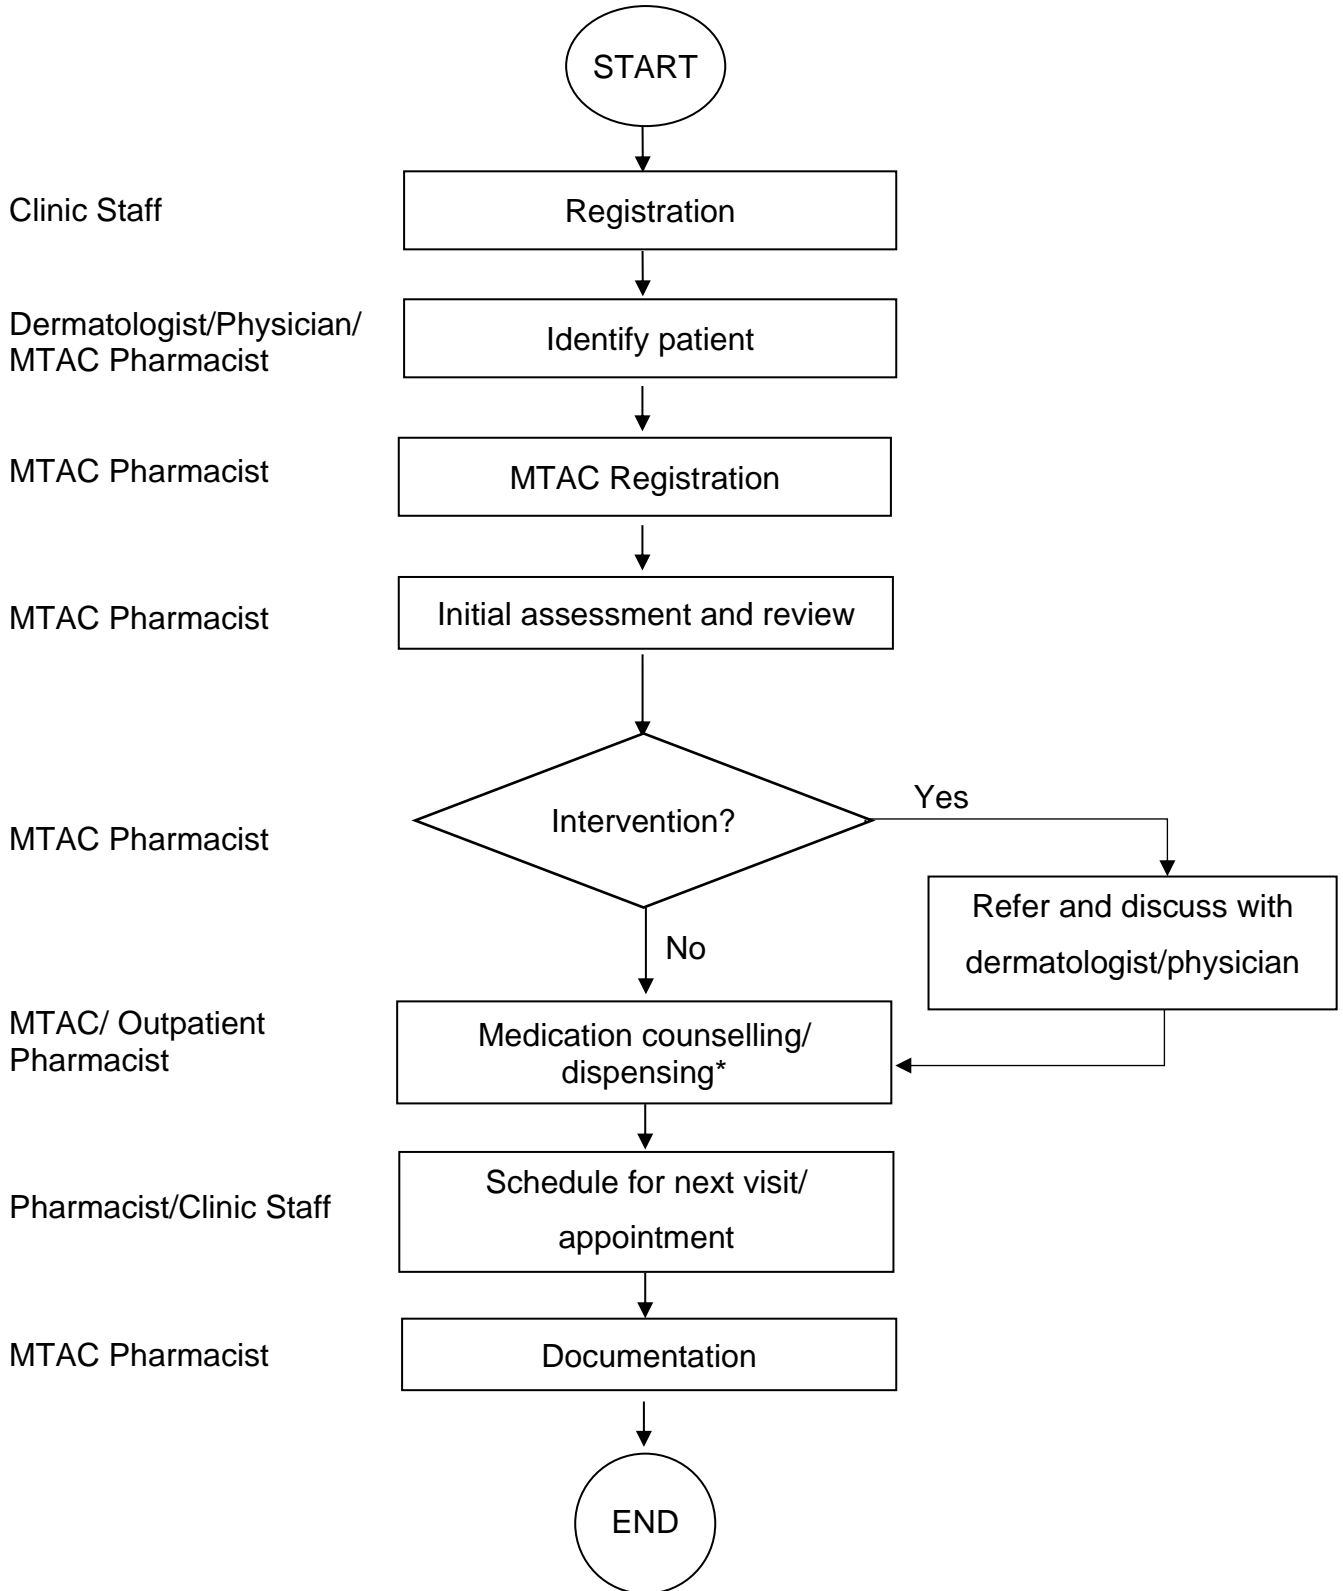 START
Clinic Staff
Registration
Dermatologist/Physician/
MTAC Pharmacist
Identify patient
MTAC Pharmacist
MTAC Registration
MTAC Pharmacist
Initial assessment and review
MTAC Pharmacist
Intervention?
Yes
Refer and discuss with
dermatologist/physician
No
MTAC/ Outpatient
Pharmacist
Medication counselling/
dispensing*
Pharmacist/Clinic Staff
Schedule for next visit/
appointment
MTAC Pharmacist
Documentation
END